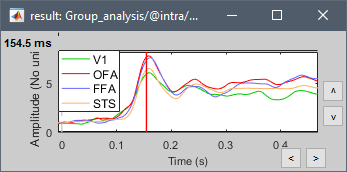 result: Group_analysis/@intra/...
154.5 ms
Amplitude (No uni
V1
OFA
FFA
STS
0
0.1
0.2
0.3
0.4
Time (s)
< >